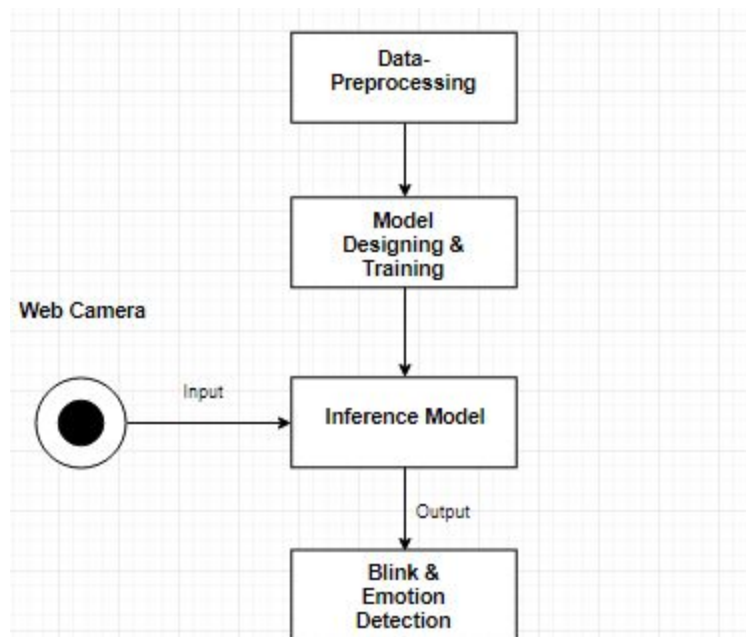 Data-
Preprocessing
Model
Designing &
Training
Web Camera
Input
Inference Model
Output
Blink &
Emotion
Detection